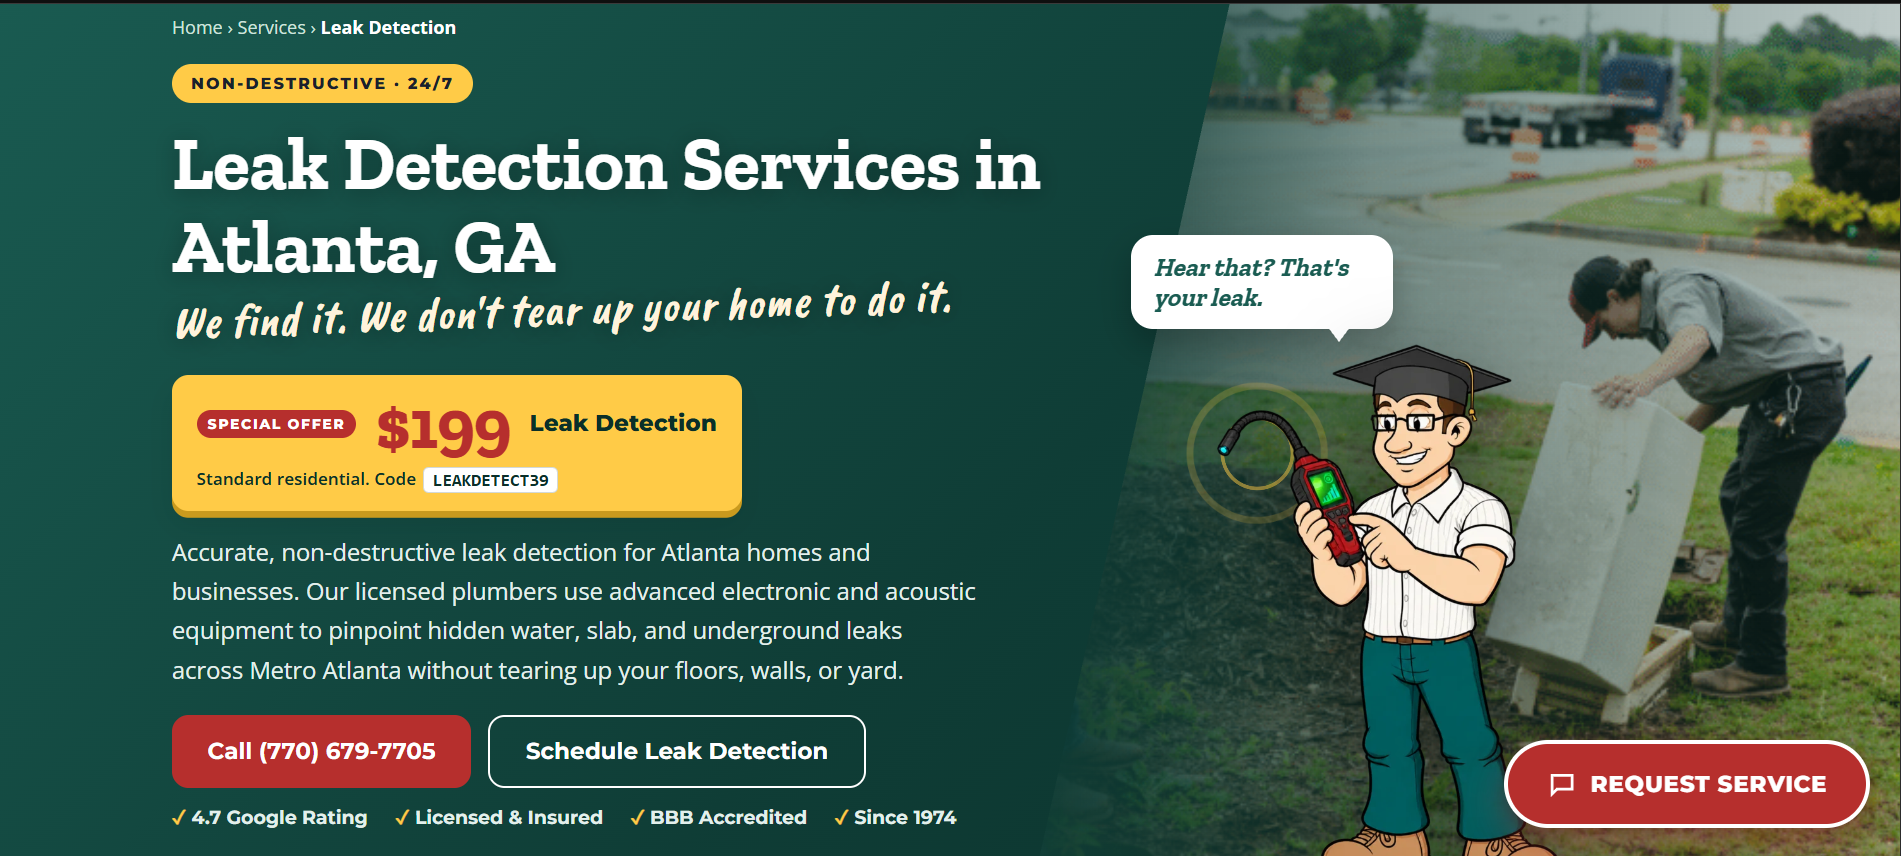 Home › Services › Leak Detection
NON-DESTRUCTIVE · 24/7
Leak Detection Services in
Atlanta, GA
We find it. We don't tear up your home to do it.
SPECIAL OFFER $199 Leak Detection
Standard residential. Code LEAKDETECT39
Accurate, non-destructive leak detection for Atlanta homes and
businesses. Our licensed plumbers use advanced electronic and acoustic
equipment to pinpoint hidden water, slab, and underground leaks
across Metro Atlanta without tearing up your floors, walls, or yard.
Call (770) 679-7705
Schedule Leak Detection
✓ 4.7 Google Rating ✓ Licensed & Insured ✓ BBB Accredited ✓ Since 1974
Hear that? That's
your leak.
REQUEST SERVICE